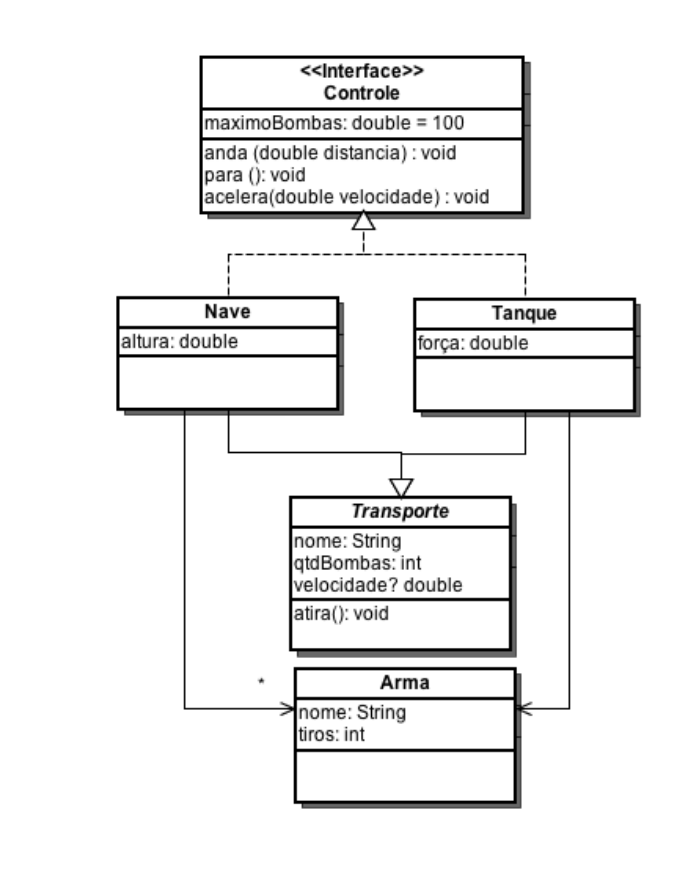 <<Interface>>
Controle
maximoBombas: double = 100
anda (double distancia) : void
para (): void
acelera(double velocidade) : void
Nave
altura: double
Tanque
força: double
Transporte
nome: String
qtdBombas: int
velocidade? double
atira(): void
*
Arma
nome: String
tiros: int